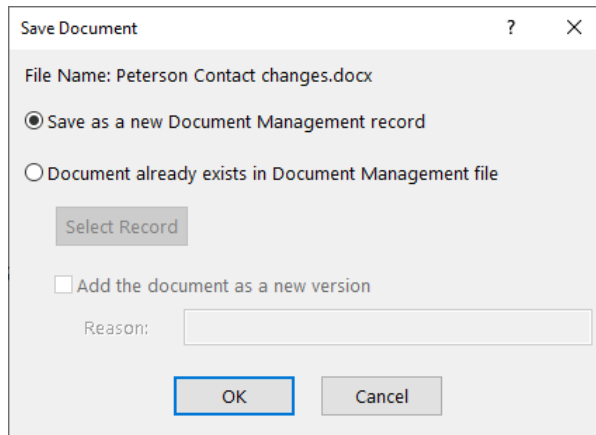 Save Document
File Name: Peterson Contact changes.docx
Save as a new Document Management record
Document already exists in Document Management file
Select Record
Add the document as a new version
Reason:
OK Cancel